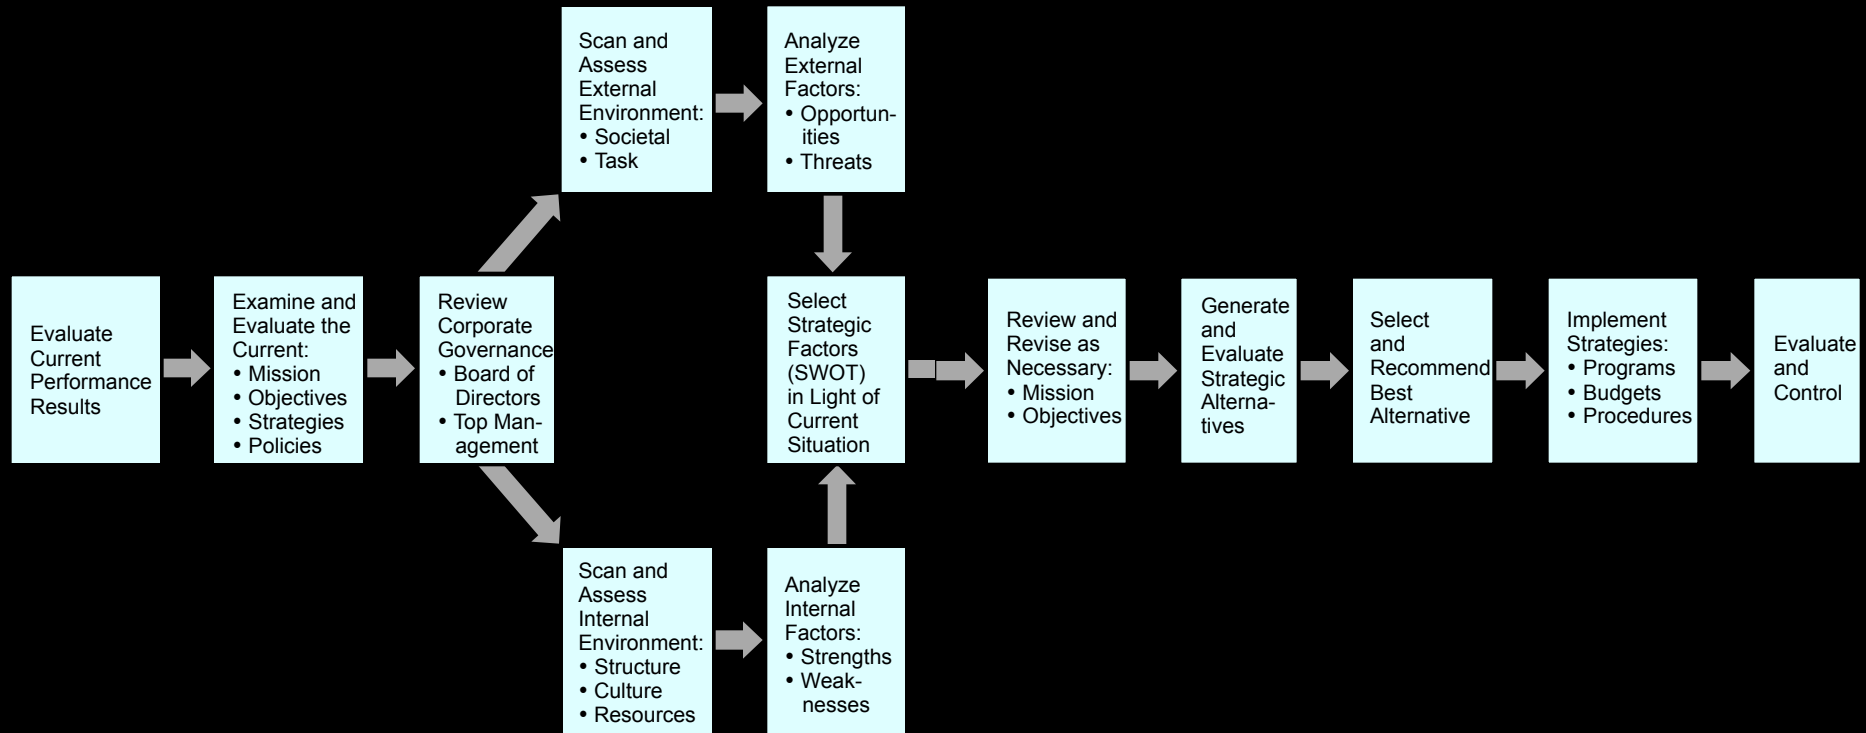 Evaluate
Current
Performance
Results
Examine and
Evaluate the
Current:
• Mission
• Objectives
• Strategies
• Policies
Review
Corporate
Governance:
• Board of
Directors
• Top Man-
agement
Scan and
Assess
External
Environment:
• Societal
• Task
Analyze
External
Factors:
• Opportun-
ities
• Threats
Scan and
Assess
Internal
Environment:
• Structure
• Culture
• Resources
Analyze
Internal
Factors:
• Strengths
• Weak-
nesses
Select
Strategic
Factors
(SWOT)
in Light of
Current
Situation
Review and
Revise as
Necessary:
• Mission
• Objectives
Generate
and
Evaluate
Strategic
Alterna-
tives
Select
and
Recommend
Best
Alternative
Implement
Strategies:
• Programs
• Budgets
• Procedures
Evaluate
and
Control